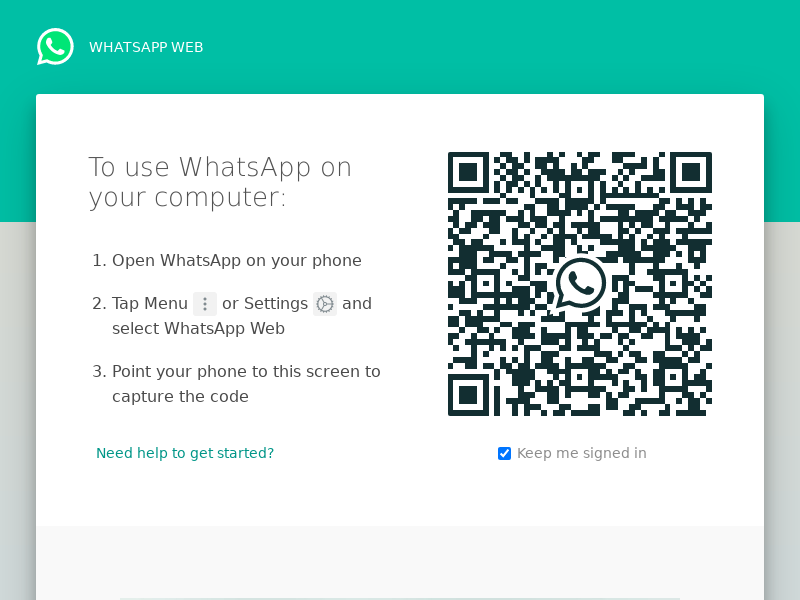 WHATSAPP WEB
To use WhatsApp on
your computer:
1. Open WhatsApp on your phone
2. Tap Menu or Settings and
select WhatsApp Web
3. Point your phone to this screen to
capture the code
Need help to get started?
Keep me signed in